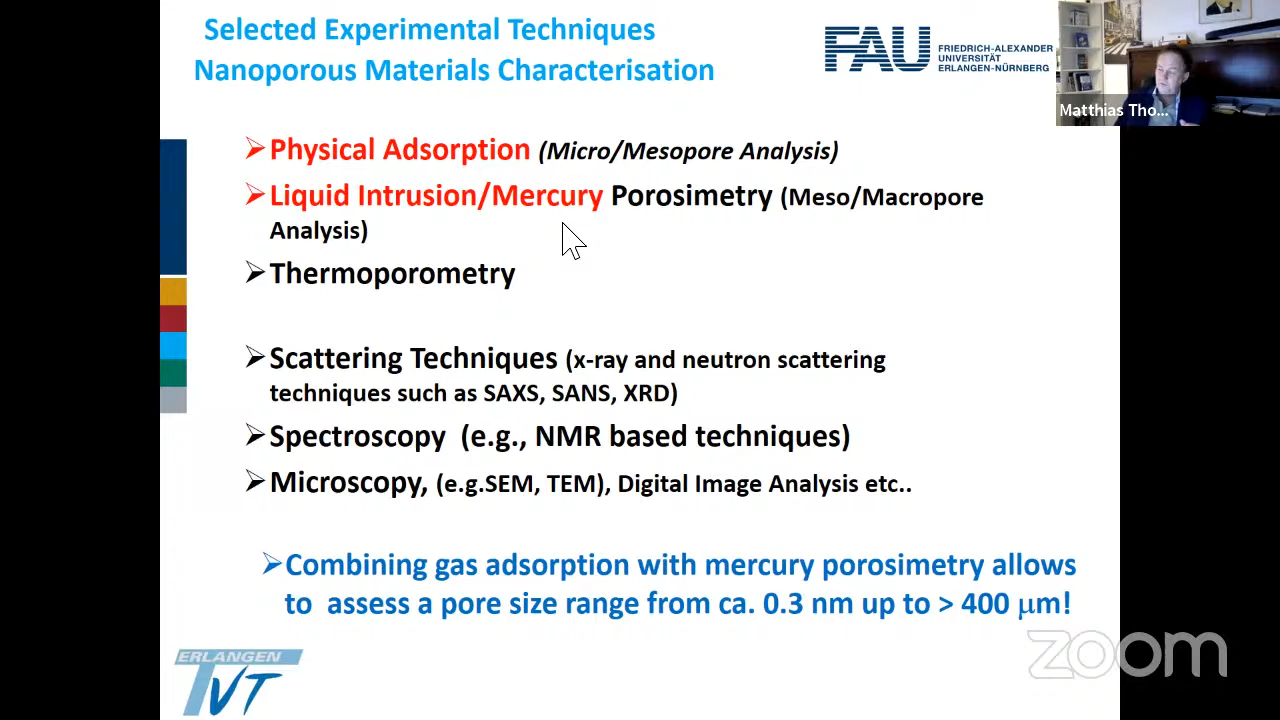 Selected Experimental Techniques
Nanoporous Materials Characterisation
FAU
FRIEDRICH-ALEXANDER
UNIVERSITÄT
ERLANGEN-NÜRNBERG
Matthias Tho...
➢ Physical Adsorption (Micro/Mesopore Analysis)
➢ Liquid Intrusion/Mercury Porosimetry (Meso/Macropore
Analysis)
➢ Thermoporometry
➢ Scattering Techniques (x-ray and neutron scattering
techniques such as SAXS, SANS, XRD)
➢ Spectroscopy (e.g., NMR based techniques)
➢ Microscopy, (e.g.SEM, TEM), Digital Image Analysis etc..
➢ Combining gas adsorption with mercury porosimetry allows
to assess a pore size range from ca. 0.3 nm up to > 400 μm!
ERLANGEN
TVT
zoom